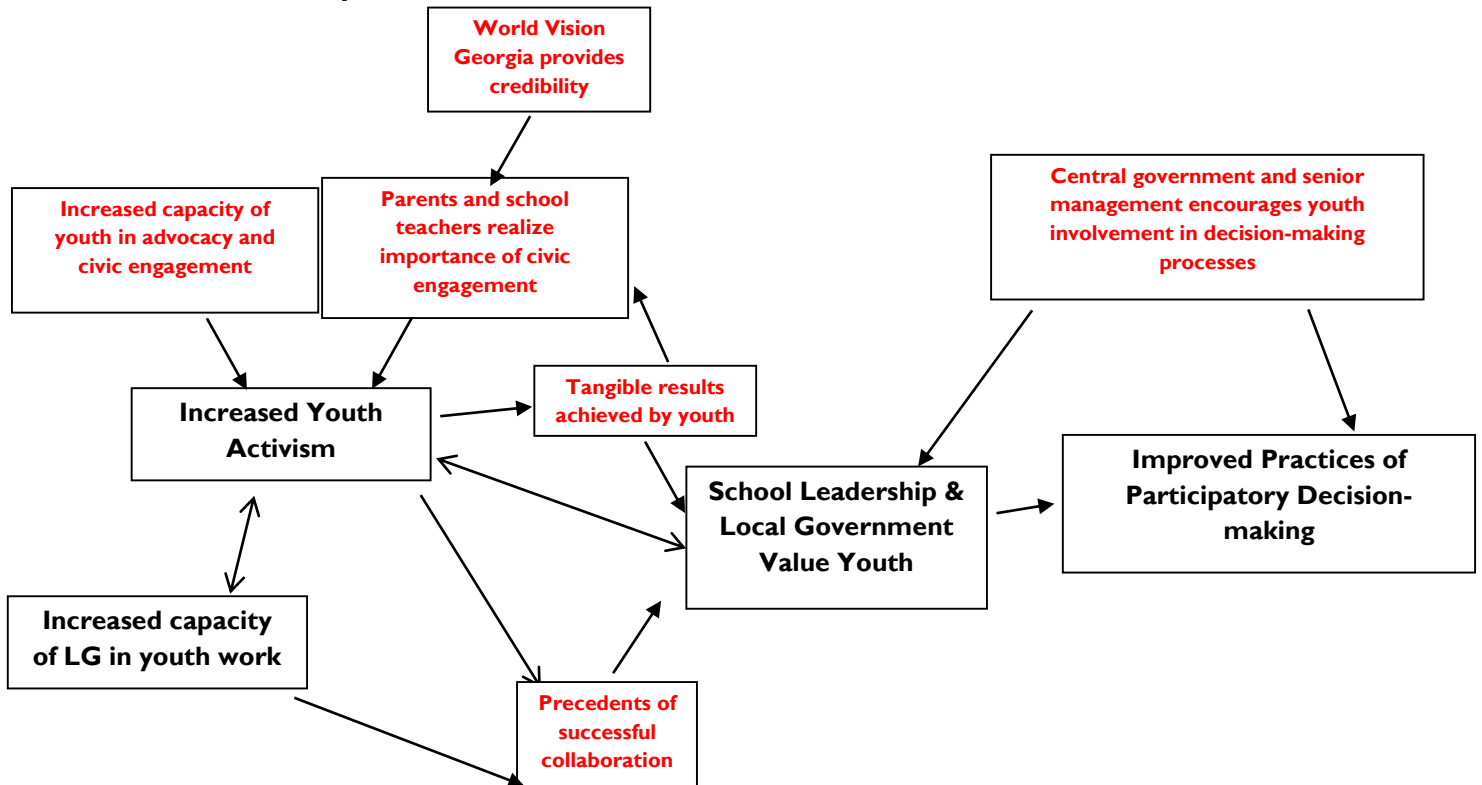 World Vision
Georgia provides
credibility
Increased capacity of
youth in advocacy and
civic engagement
Parents and school
teachers realize
importance of civic
engagement
Central government and senior
management encourages youth
involvement in decision-making
processes
Tangible results
achieved by youth
Increased Youth
Activism
School Leadership &
Local Government
Value Youth
Improved Practices of
Participatory Decision-
making
Increased capacity
of LG in youth work
Precedents of
successful
collaboration